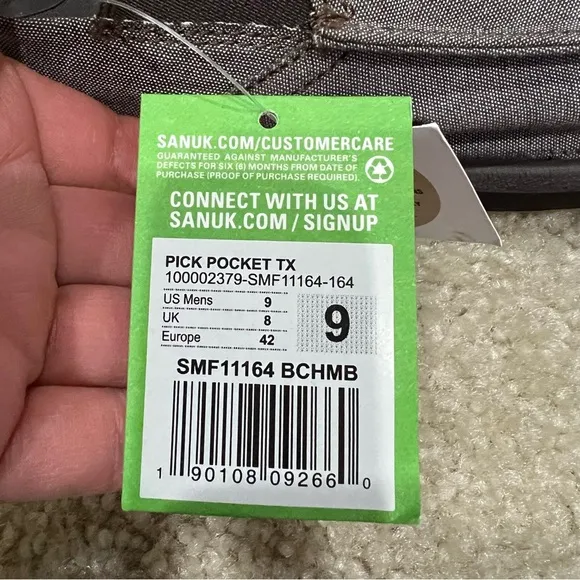 SANUK.COM/CUSTOMERCARE
GUARANTEED AGAINST MANUFACTURER'S
DEFECTS FOR SIX (6) MONTHS FROM DATE OF
PURCHASE (PROOF OF PURCHASE REQUIRED).
CONNECT WITH US AT
SANUK.COM / SIGNUP
PICK POCKET TX
100002379-SMF11164-164
US Mens 9
UK 8
Europe 42
9
SMF11164 BCHMB
1 90108 09266 0